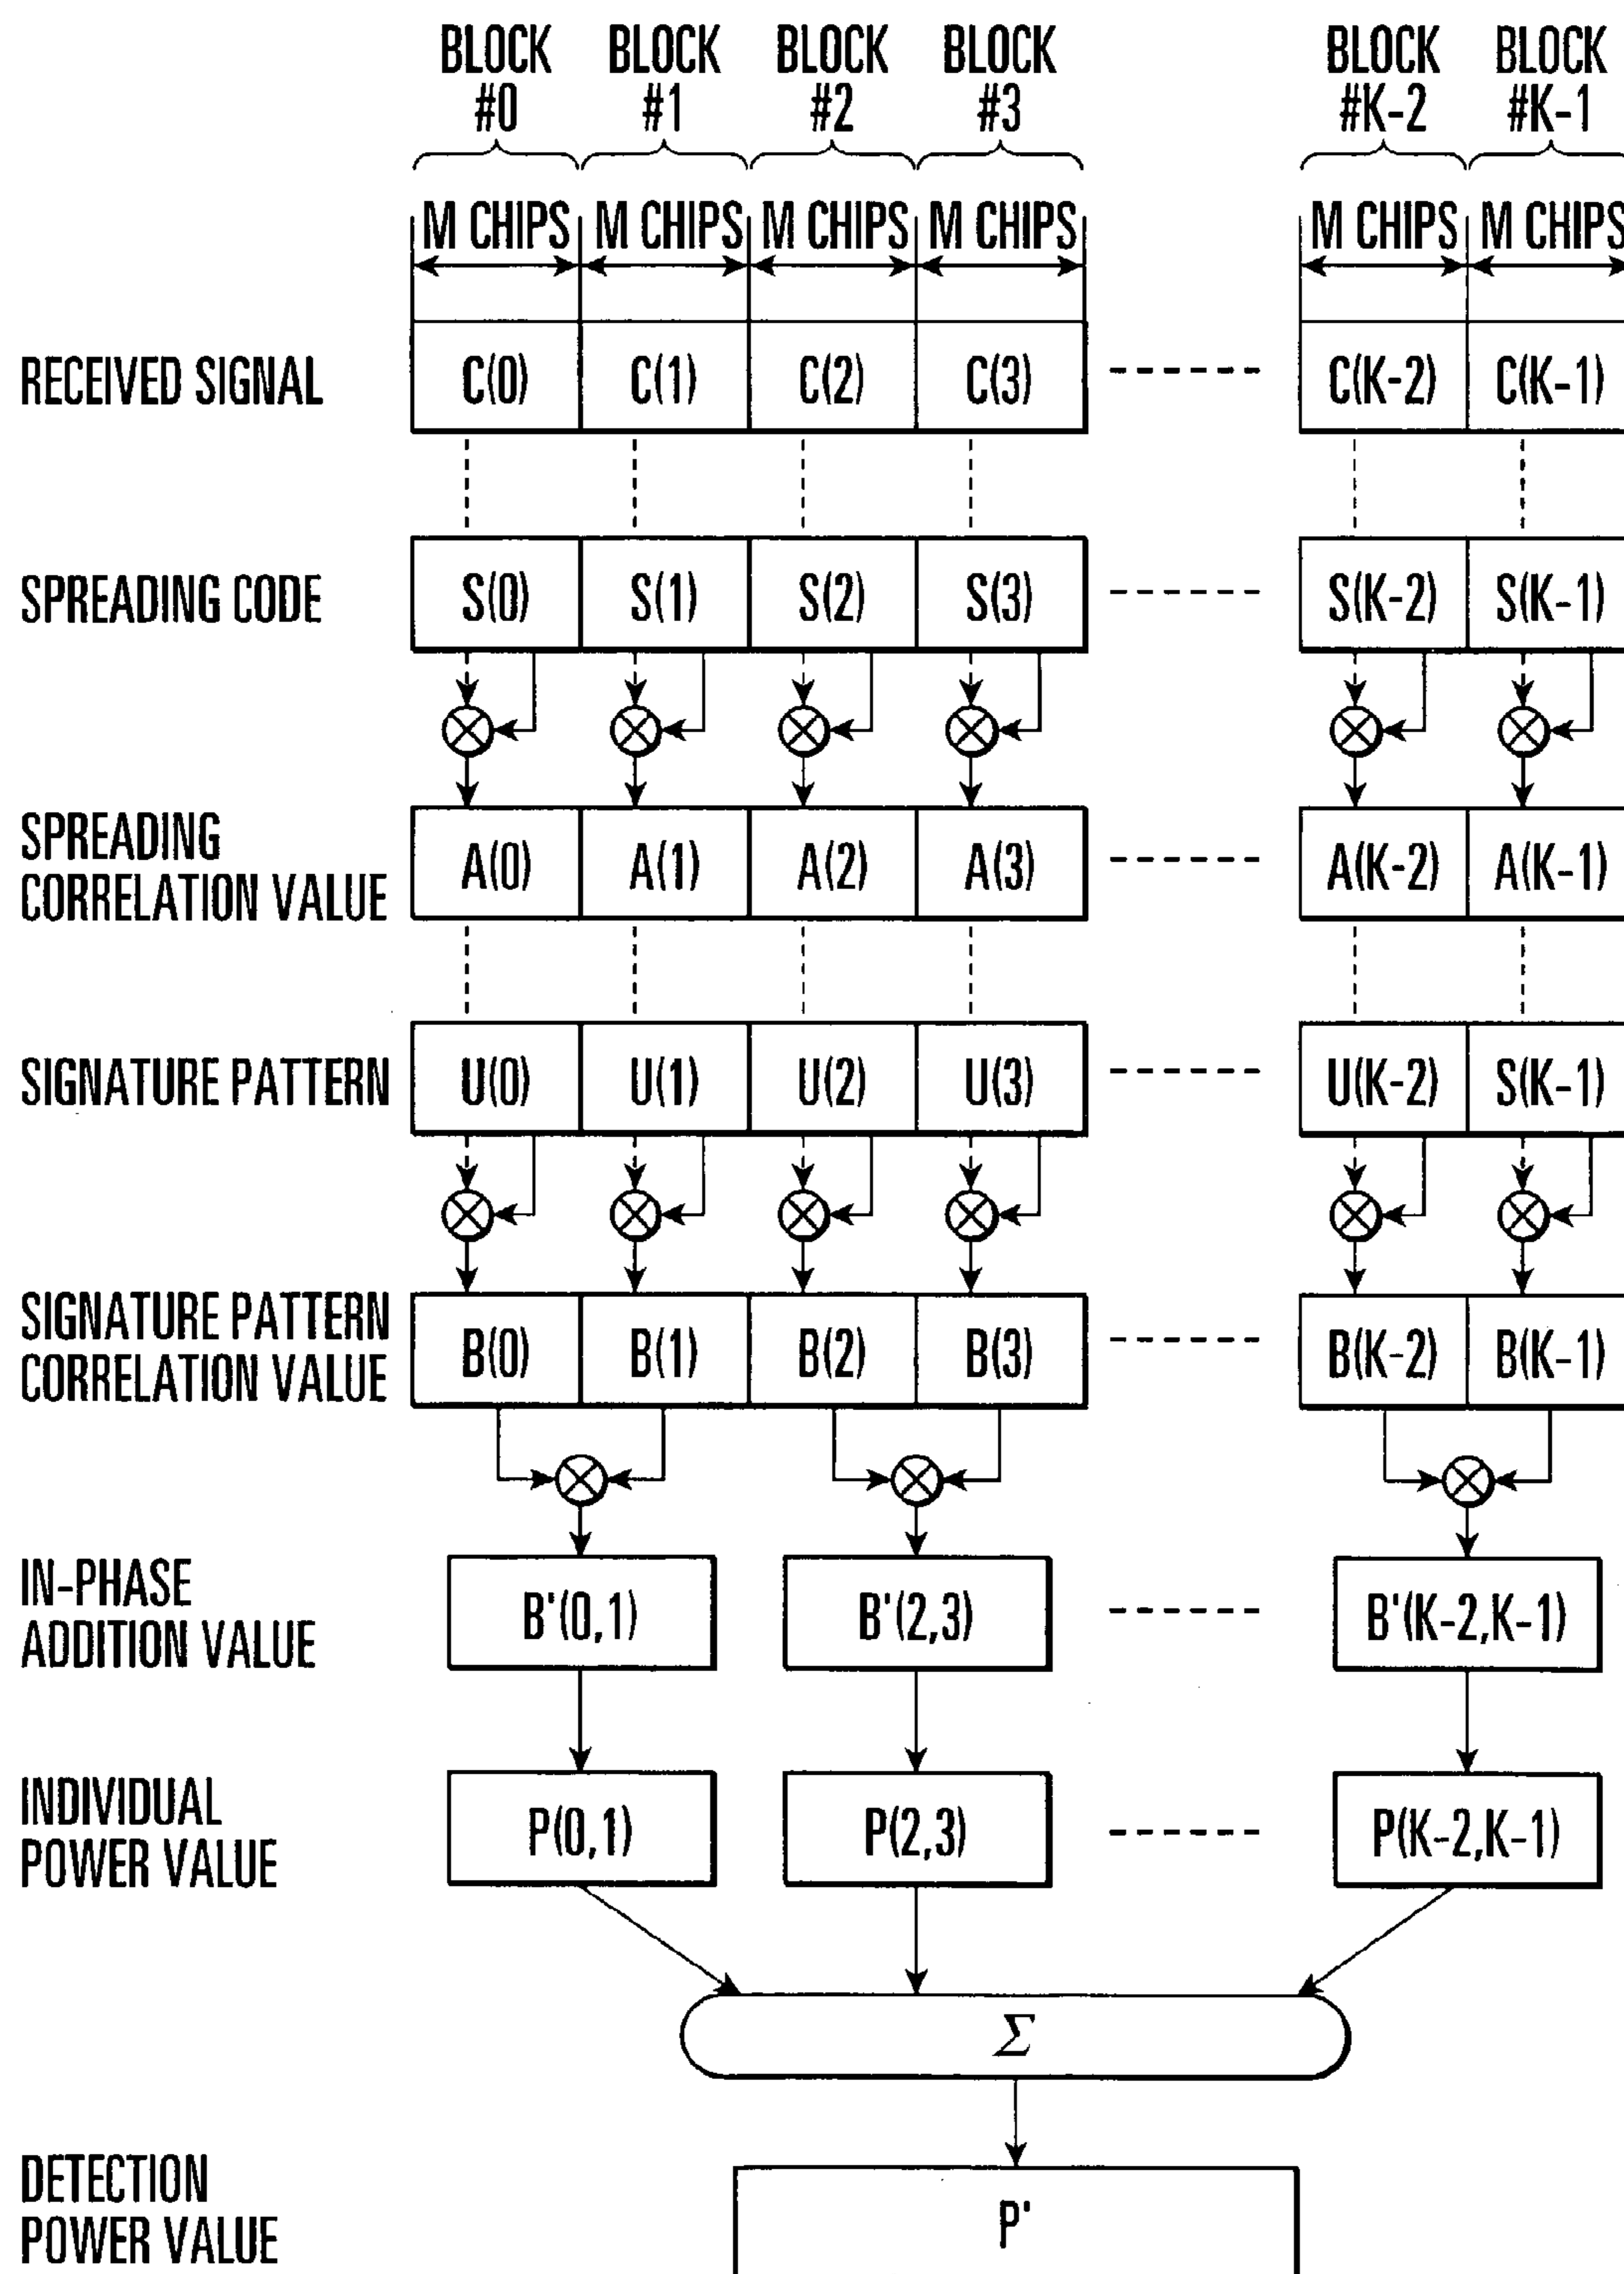 BLOCK BLOCK BLOCK BLOCK BLOCK BLOCK
#0 #1 #2 #3 #K-2 #K-1
M CHIPS M CHIPS M CHIPS M CHIPS M CHIPS M CHIPS
RECEIVED SIGNAL C(0) C(1) C(2) C(3) C(K-2) C(K-1)
SPREADING CODE S(0) S(1) S(2) S(3) S(K-2) S(K-1)
SPREADING
CORRELATION VALUE A(0) A(1) A(2) A(3) A(K-2) A(K-1)
SIGNATURE PATTERN U(0) U(1) U(2) U(3) U(K-2) S(K-1)
SIGNATURE PATTERN
CORRELATION VALUE B(0) B(1) B(2) B(3) B(K-2) B(K-1)
IN-PHASE
ADDITION VALUE B'(0,1) B'(2,3) B'(K-2,K-1)
INDIVIDUAL
POWER VALUE P(0,1) P(2,3) P(K-2,K-1)
Σ
DETECTION
POWER VALUE P'